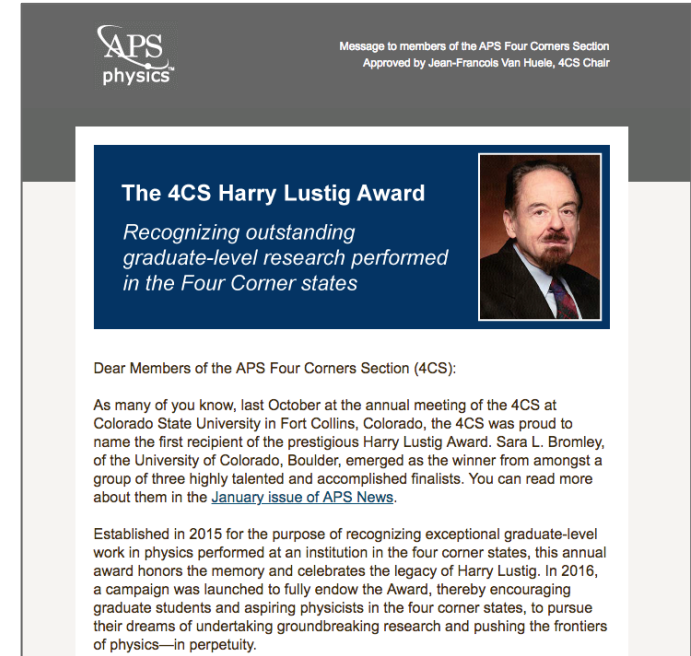 APS
physics™
Message to members of the APS Four Corners Section
Approved by Jean-Francois Van Huele, 4CS Chair
The 4CS Harry Lustig Award
Recognizing outstanding
graduate-level research performed
in the Four Corner states
Dear Members of the APS Four Corners Section (4CS):
As many of you know, last October at the annual meeting of the 4CS at
Colorado State University in Fort Collins, Colorado, the 4CS was proud to
name the first recipient of the prestigious Harry Lustig Award. Sara L. Bromley,
of the University of Colorado, Boulder, emerged as the winner from amongst a
group of three highly talented and accomplished finalists. You can read more
about them in the January issue of APS News.
Established in 2015 for the purpose of recognizing exceptional graduate-level
work in physics performed at an institution in the four corner states, this annual
award honors the memory and celebrates the legacy of Harry Lustig. In 2016,
a campaign was launched to fully endow the Award, thereby encouraging
graduate students and aspiring physicists in the four corner states, to pursue
their dreams of undertaking groundbreaking research and pushing the frontiers
of physics—in perpetuity.